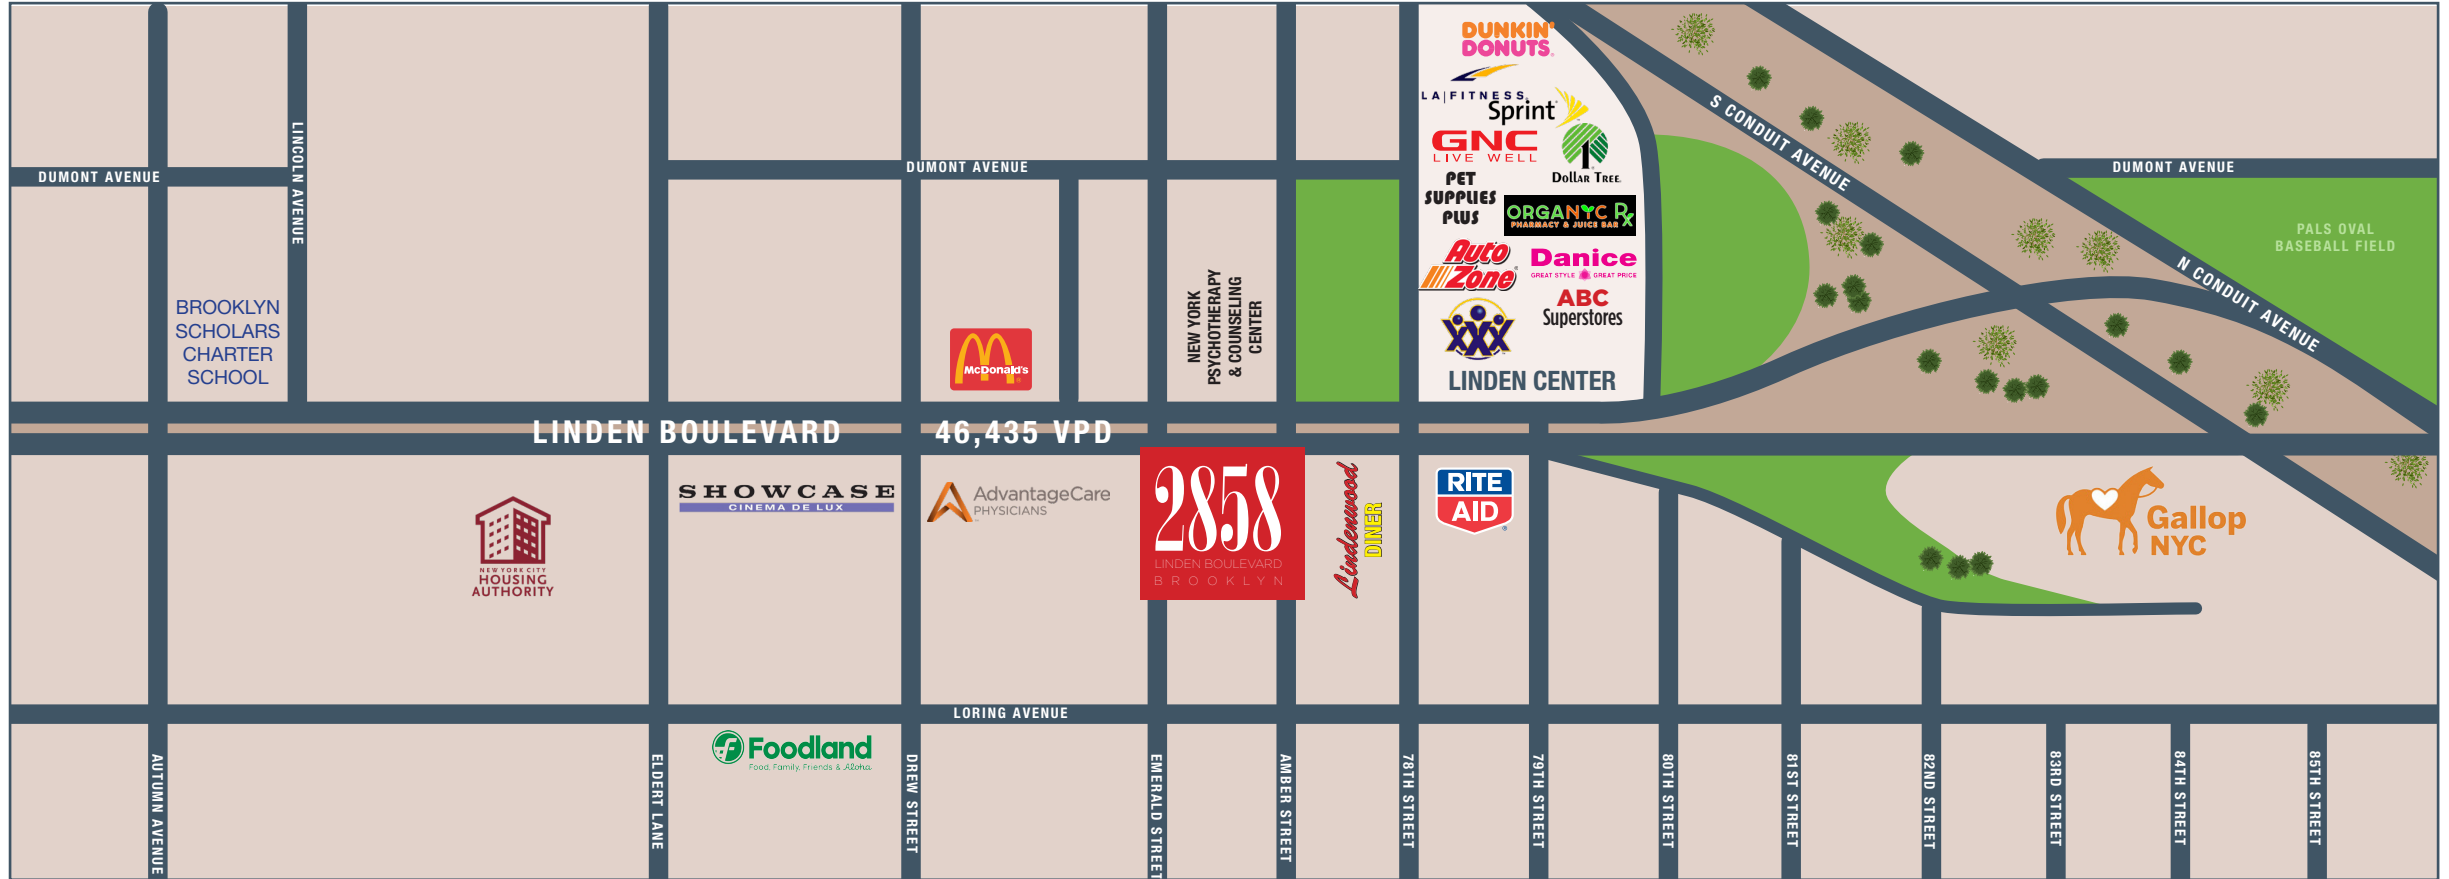 DUNKIN'
DONUTS
LA|FITNESS
Sprint
GNC
LIVE WELL
DOLLAR TREE
PET
SUPPLIES
PLUS
ORGANYC Rx
PHARMACY & JUICE BAR
Auto
Zone
Danice
GREAT STYLE GREAT PRICE
XXX
ABC
Superstores
LINDEN CENTER
S CONDUIT AVENUE
N CONDUIT AVENUE
DUMONT AVENUE
LINCOLN AVENUE
DUMONT AVENUE
DUMONT AVENUE
PALS OVAL
BASEBALL FIELD
BROOKLYN
SCHOLARS
CHARTER
SCHOOL
McDonald's
NEW YORK
PSYCHOTHERAPY
& COUNSELING
CENTER
LINDEN BOULEVARD 46,435 VPD
NEW YORK CITY
HOUSING
AUTHORITY
SHOWCASE
CINEMA DE LUX
AdvantageCare
PHYSICIANS
2858
LINDEN BOULEVARD
BROOKLYN
Lindenwood
DINER
RITE
AID
Gallop
NYC
LORING AVENUE
Foodland
Food, Family, Friends & Aloha
AUTUMN AVENUE
ELDERT LANE
DREW STREET
EMERALD STREET
AMBER STREET
78TH STREET
79TH STREET
80TH STREET
81ST STREET
82ND STREET
83RD STREET
84TH STREET
85TH STREET